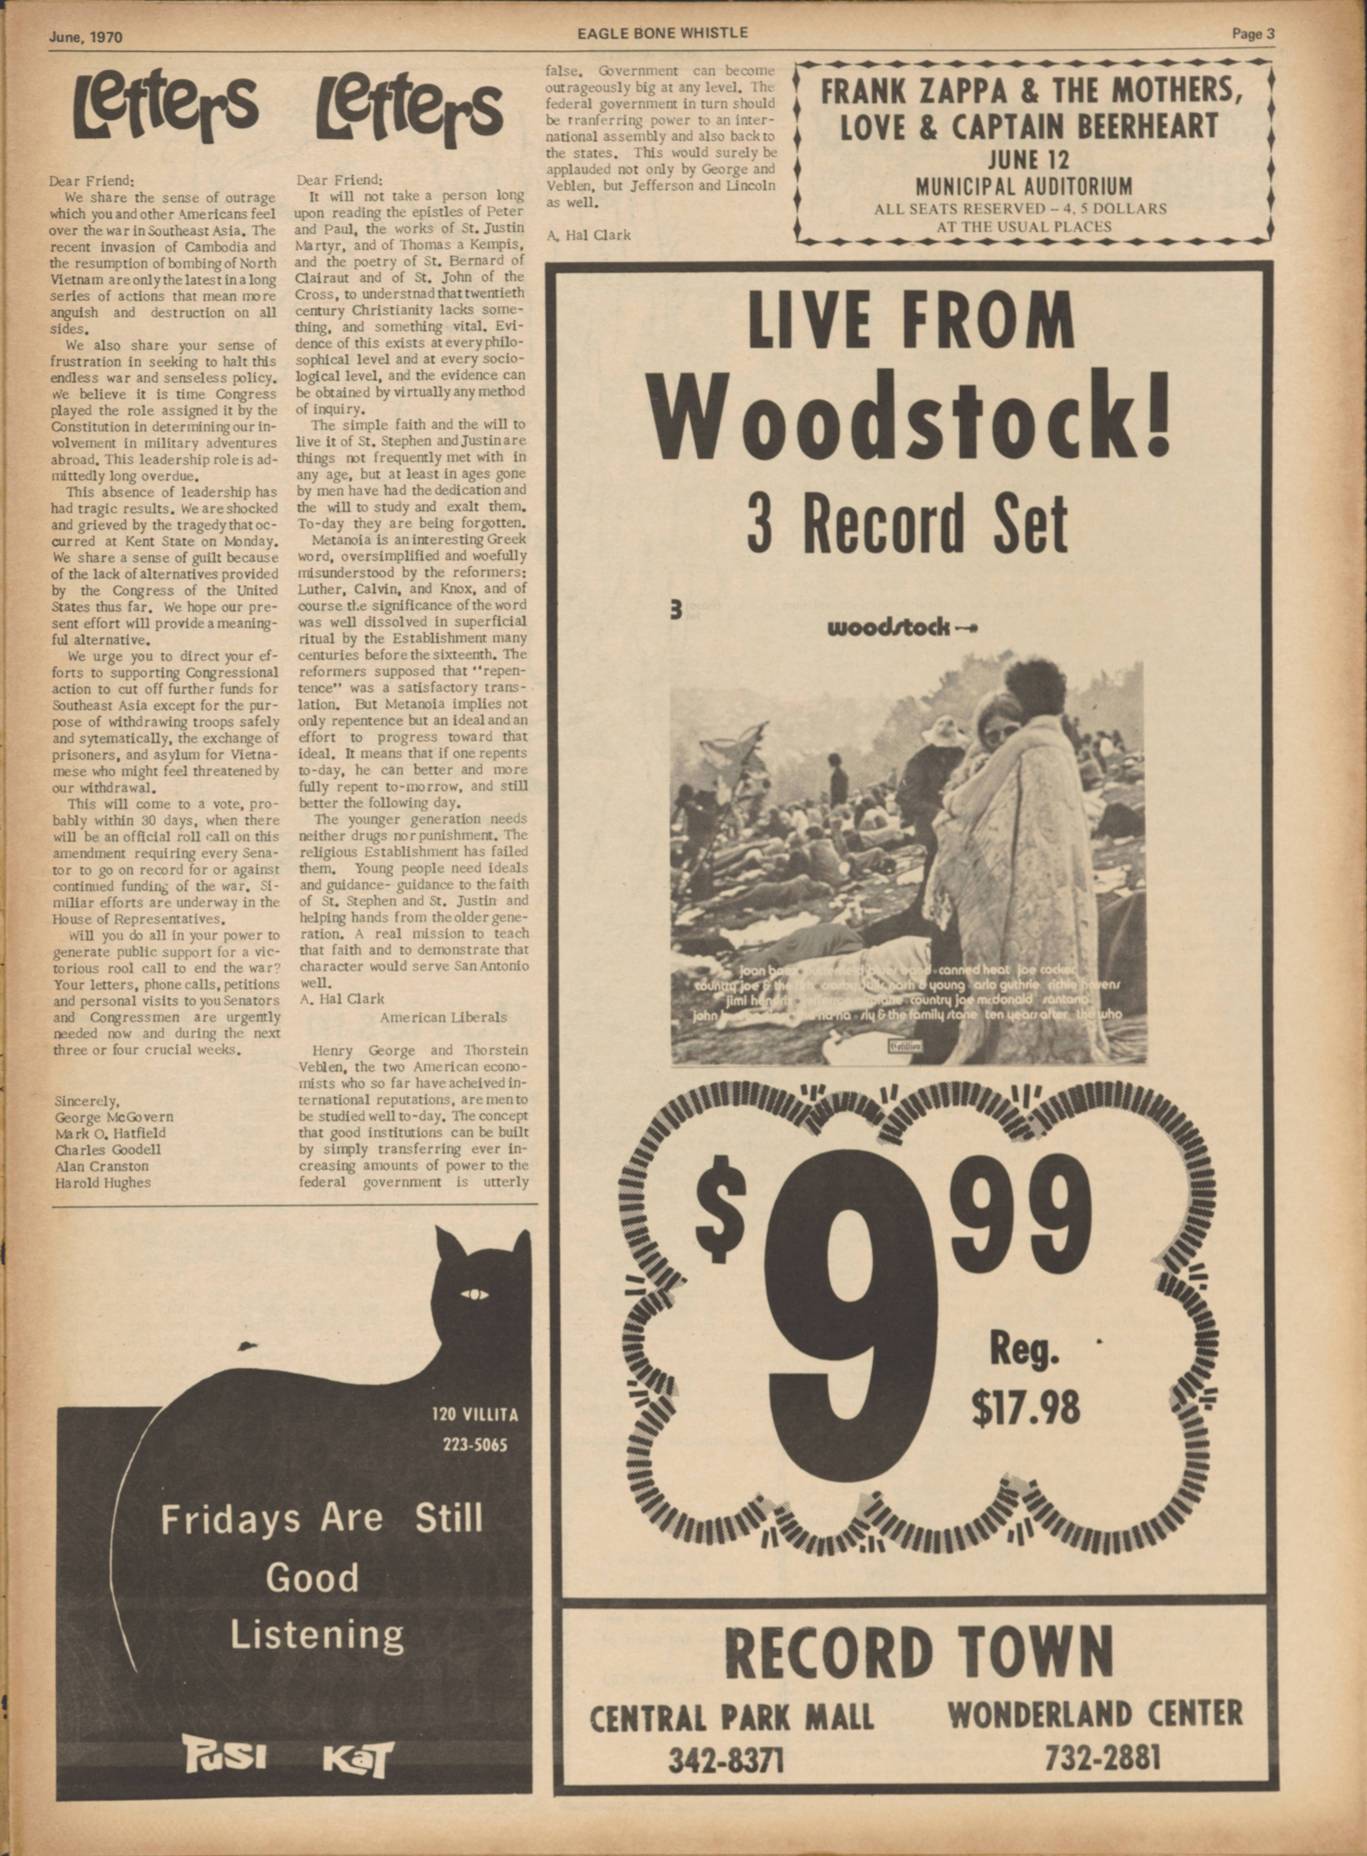 June, 1970
EAGLE BONE WHISTLE
Page 3
Letters
Dear Friend:
We share the sense of outrage
which you and other Americans feel
over the war in Southeast Asia. The
recent invasion of Cambodia and
the resumption of bombing of North
Vietnam are only the latest in a long
series of actions that mean more
anguish and destruction on all
sides.
We also share your sense of
frustration in seeking to halt this
endless war and senseless policy.
We believe it is time Congress
played the role assigned it by the
Constitution in determining our in-
volvement in military adventures
abroad. This leadership role is ad-
mittedly long overdue.
This absence of leadership has
had tragic results. We are shocked
and grieved by the tragedy that oc-
curred at Kent State on Monday.
We share a sense of guilt because
of the lack of alternatives provided
by the Congress of the United
States thus far. We hope our pre-
sent effort will provide a meaning-
ful alternative.
We urge you to direct your ef-
forts to supporting Congressional
action to cut off further funds for
Southeast Asia except for the pur-
pose of withdrawing troops safely
and sytematically, the exchange of
prisoners, and asylum for Vietna-
mese who might feel threatened by
our withdrawal.
This will come to a vote, pro-
bably within 30 days, when there
will be an official roll call on this
amendment requiring every Sena-
tor to go on record for or against
continued funding of the war. Si-
miliar efforts are underway in the
House of Representatives.
Will you do all in your power to
generate public support for a vic-
torious rool call to end the war?
Your letters, phone calls, petitions
and personal visits to you Senators
and Congressmen are urgently
needed now and during the next
three or four crucial weeks.
Sincerely,
George McGovern
Mark O. Hatfield
Charles Goodell
Alan Cranston
Harold Hughes
Letters
Dear Friend:
It will not take a person long
upon reading the epistles of Peter
and Paul, the works of St. Justin
Martyr, and of Thomas a Kempis,
and the poetry of St. Bernard of
Clairaut and of St. John of the
Cross, to understnad that twentieth
century Christianity lacks some-
thing, and something vital. Evi-
dence of this exists at every philo-
sophical level and at every socio-
logical level, and the evidence can
be obtained by virtually any method
of inquiry.
The simple faith and the will to
live it of St. Stephen and Justin are
things not frequently met with in
any age, but at least in ages gone
by men have had the dedication and
the will to study and exalt them.
To-day they are being forgotten.
Metanoia is an interesting Greek
word, oversimplified and woefully
misunderstood by the reformers:
Luther, Calvin, and Knox, and of
course the significance of the word
was well dissolved in superficial
ritual by the Establishment many
centuries before the sixteenth. The
reformers supposed that "repen-
tence" was a satisfactory trans-
lation. But Metanoia implies not
only repentence but an ideal and an
effort to progress toward that
ideal. It means that if one repents
to-day, he can better and more
fully repent to-morrow, and still
better the following day.
The younger generation needs
neither drugs nor punishment. The
religious Establishment has failed
them. Young people need ideals
and guidance- guidance to the faith
of St. Stephen and St. Justin and
helping hands from the older gene-
ration. A real mission to teach
that faith and to demonstrate that
character would serve San Antonio
well.
A. Hal Clark
American Liberals
Henry George and Thorstein
Veblen, the two American econo-
mists who so far have acheived in-
ternational reputations, are men to
be studied well to-day. The concept
that good institutions can be built
by simply transferring ever in-
creasing amounts of power to the
federal government is utterly
false. Government can become
outrageously big at any level. The
federal government in turn should
be tranferring power to an inter-
national assembly and also back to
the states. This would surely be
applauded not only by George and
Veblen, but Jefferson and Lincoln
as well.
A. Hal Clark
FRANK ZAPPA & THE MOTHERS,
LOVE & CAPTAIN BEERHEART
JUNE 12
MUNICIPAL AUDITORIUM
ALL SEATS RESERVED – 4, 5 DOLLARS
AT THE USUAL PLACES
LIVE FROM
Woodstock!
3 Record Set
3
woodstock
joan canned heat joe cocker
country joe & the nash & young arlo guthrie richie havens
jimi country joe mcdonald santana
john sha na na · sly & the family stone ten years after the who
$9 99
Reg.
$17.98
RECORD TOWN
CENTRAL PARK MALL WONDERLAND CENTER
342-8371 732-2881
120 VILLITA
223-5065
Fridays Are Still
Good
Listening
PUSI KAT